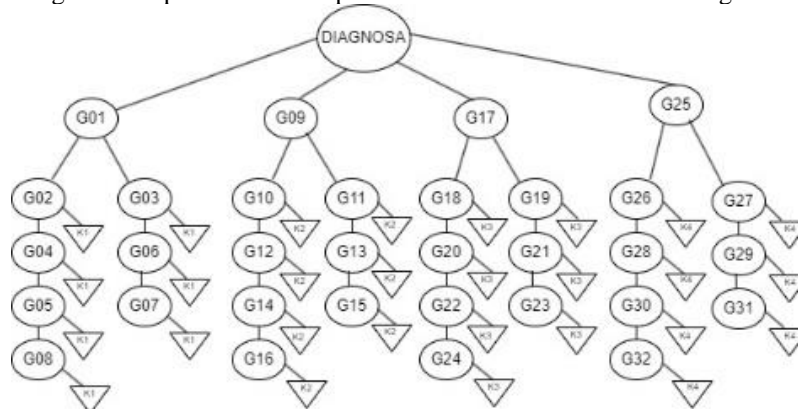 DIAGNOSA
G01 G09 G17 G25
G02 G03 G10 G11 G18 G19 G26 G27
K1 K1 K2 K2 K3 K3 K4 K4
G04 G06 G12 G13 G20 G21 G28 G29
K1 K1 K2 K2 K3 K3 K4 K4
G05 G07 G14 G15 G22 G23 G30 G31
K1 K1 K2 K2 K3 K3 K4 K4
G08 G16 G24 G32
K1 K2 K3 K4